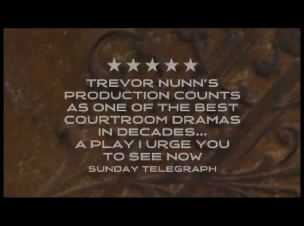 ★★★★★
TREVOR NUNN'S
PRODUCTION COUNTS
AS ONE OF THE BEST
COURTROOM DRAMAS
IN DECADES...
A PLAY I URGE YOU
TO SEE NOW
SUNDAY TELEGRAPH